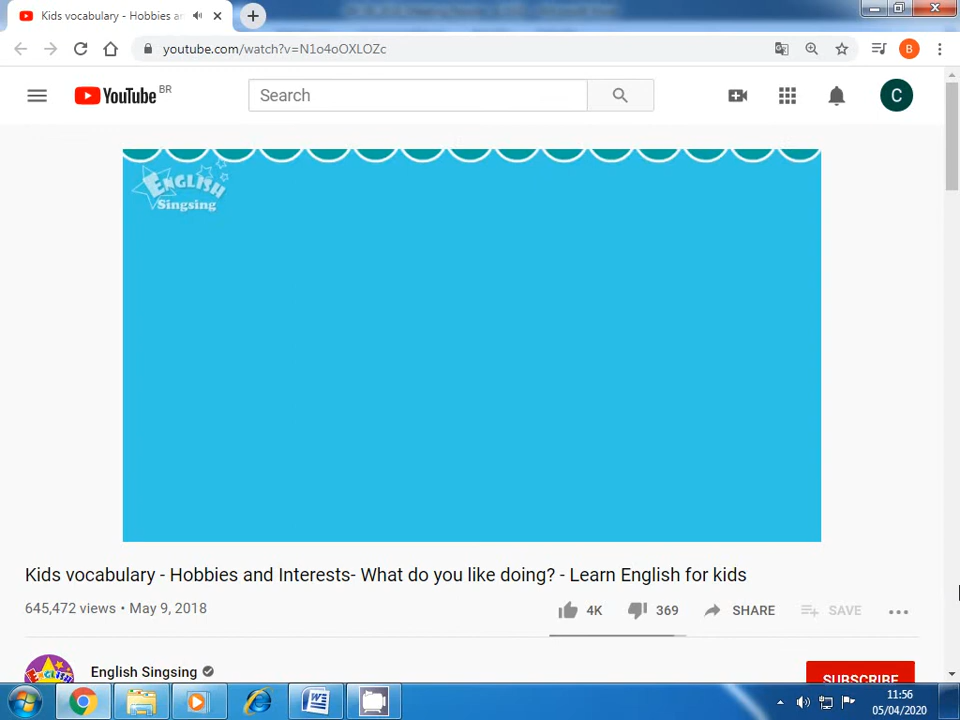 Kids vocabulary - Hobbies a
youtube.com/watch?v=N1o4oOXLOZc
B
YouTube BR
Search
C
ENGLISH
Singsing
Kids vocabulary - Hobbies and Interests- What do you like doing? - Learn English for kids
645,472 views • May 9, 2018
4K
369
SHARE
SAVE
ENGLISH
English Singsing
SUBSCRIBE
11:56
05/04/2020